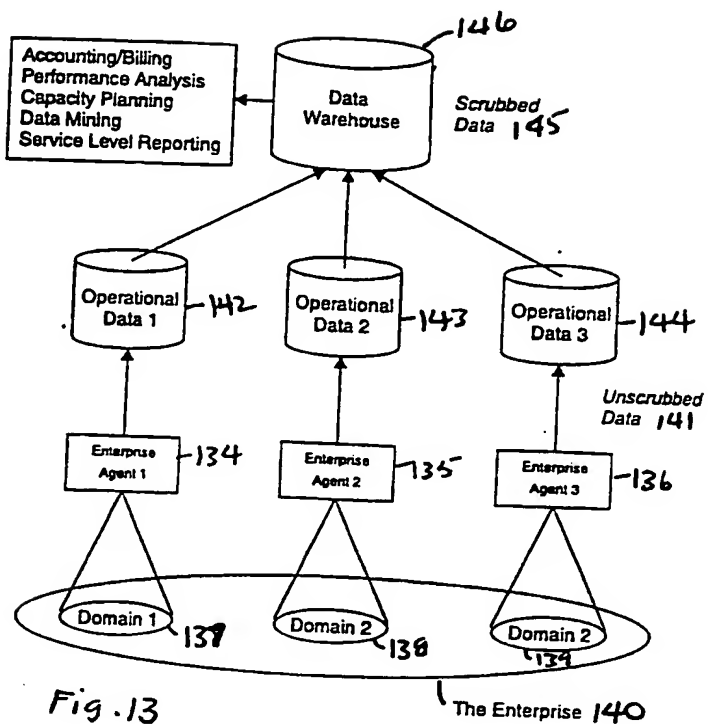 146
Accounting/Billing
Performance Analysis
Capacity Planning
Data Mining
Service Level Reporting
Data
Warehouse
Scrubbed
Data 145
Operational
Data 1
142
Operational
Data 2
143
Operational
Data 3
144
Unscrubbed
Data 141
Enterprise
Agent 1
134
Enterprise
Agent 2
135
Enterprise
Agent 3
136
Domain 1
137
Domain 2
138
Domain 2
139
Fig. 13
The Enterprise 140